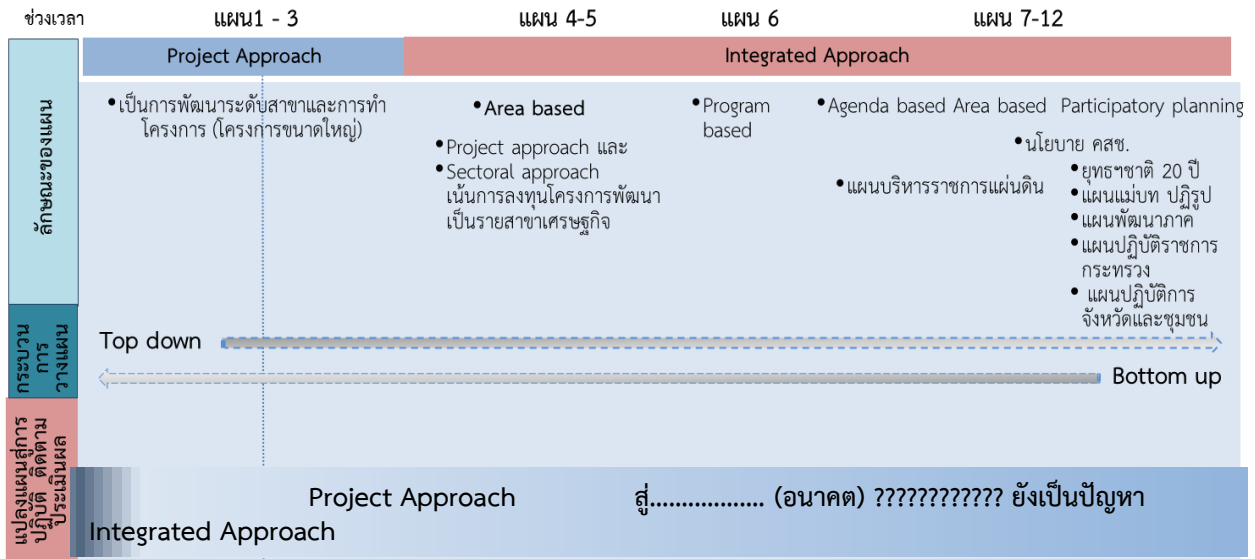 ช่วงเวลา
แผน1 - 3
แผน 4-5
แผน 6
แผน 7-12
Project Approach
Integrated Approach
ลักษณะของแผน
•เป็นการพัฒนาระดับสาขาและการทำ
โครงการ (โครงการขนาดใหญ่)
•Area based
•Project approach และ
•Sectoral approach
เน้นการลงทุนโครงการพัฒนา
เป็นรายสาขาเศรษฐกิจ
•Program
based
•Agenda based Area based
Participatory planning
•นโยบาย คสช.
•แผนบริหารราชการแผ่นดิน
•ยุทธฯชาติ 20 ปี
•แผนแม่บท ปฏิรูป
•แผนพัฒนาภาค
•แผนปฏิบัติราชการ
กระทรวง
• แผนปฏิบัติการ
จังหวัดและชุมชน
กระบวน
การ
วางแผน
Top down
Bottom up
แปลงแผนสู่การ
ปฏิบัติ ติดตาม
ประเมินผล
Project Approach
สู่................. (อนาคต) ???????????? ยังเป็นปัญหา
Integrated Approach